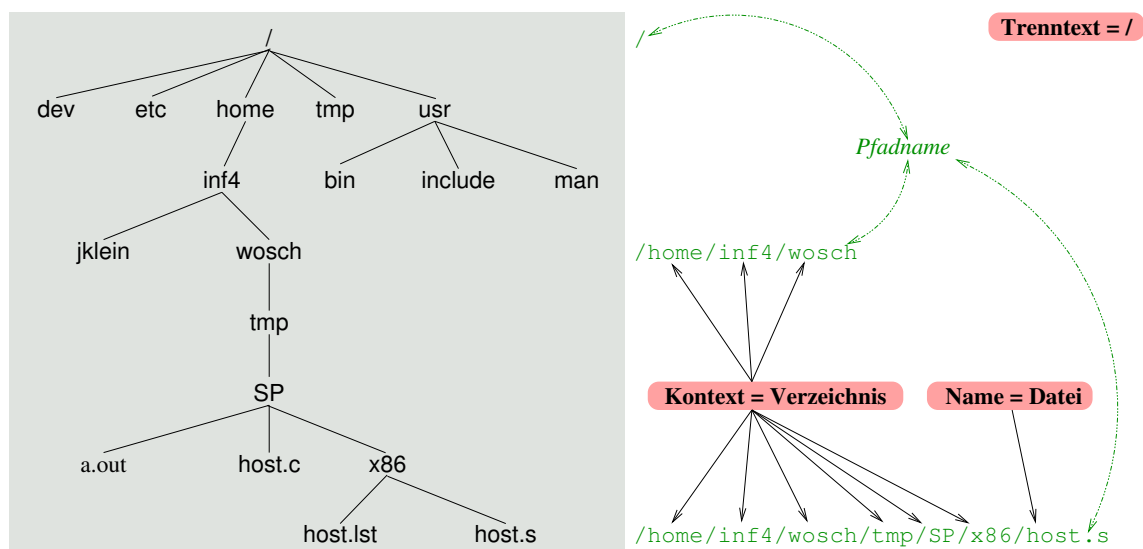 /
dev etc home tmp usr
inf4 bin include man
jklein wosch
tmp
SP
a.out host.c x86
host.lst host.s
Trenntext = /
/
Pfadname
/home/inf4/wosch
Kontext = Verzeichnis Name = Datei
/home/inf4/wosch/tmp/SP/x86/host.s